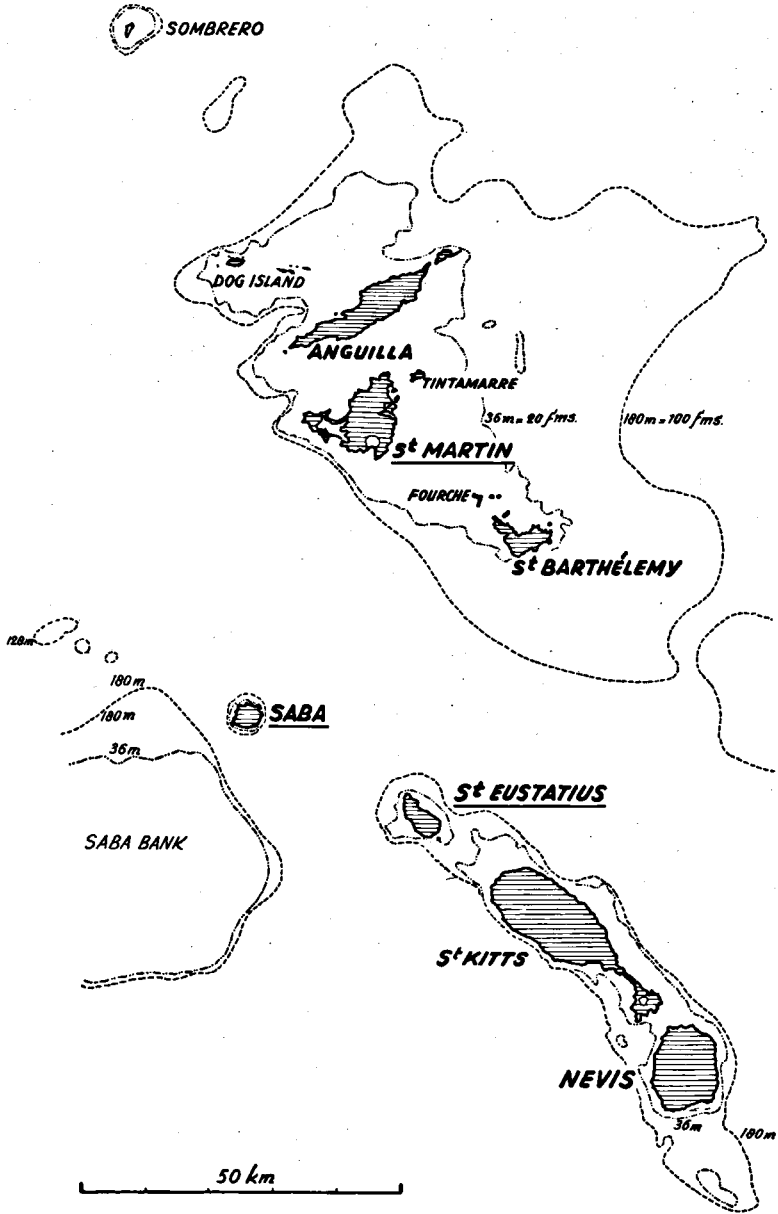 SOMBRERO
DOG ISLAND
ANGUILLA
TINTAMARRE
36m = 20 fms.
180m = 100 fms.
St MARTIN
FOURCHE
St BARTHÉLEMY
128m
180m
180m
SABA
36m
St EUSTATIUS
SABA BANK
St KITTS
NEVIS
36m
180m
50 km